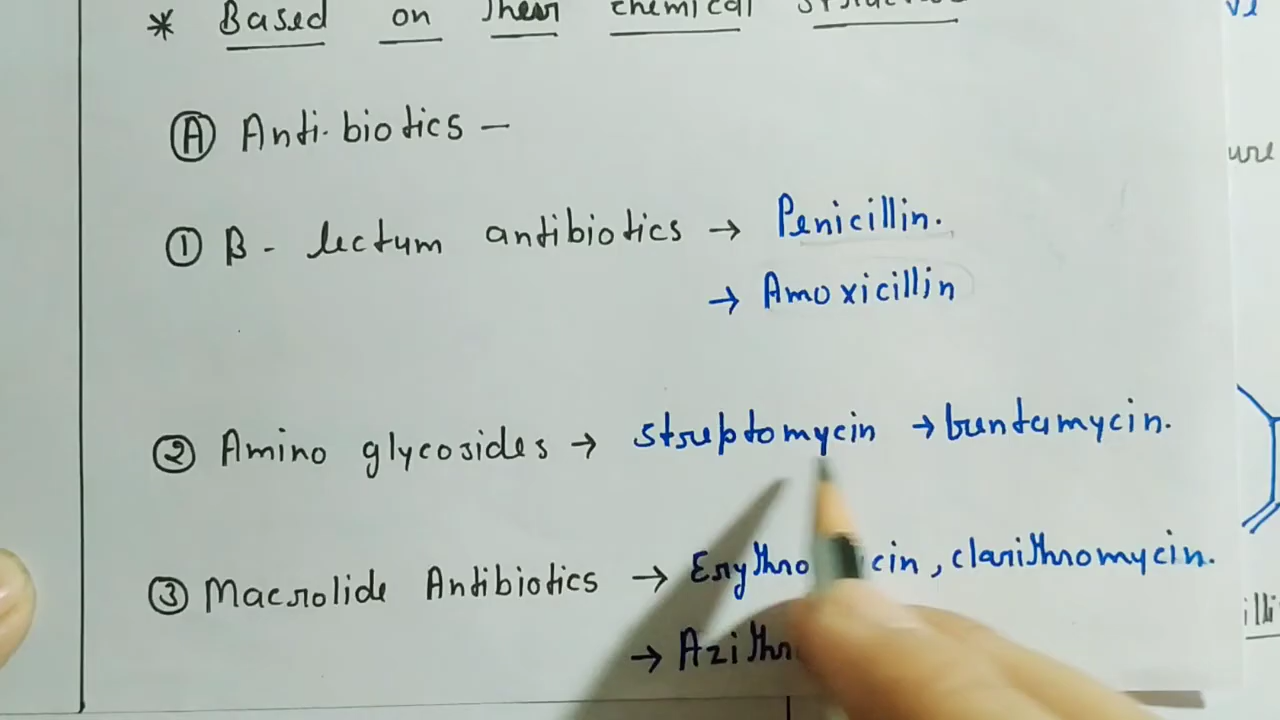 * Based on their chemical
Ⓐ Anti-biotics —
① β - lectum antibiotics → Penicillin.
→ Amoxicillin
② Amino glycosides → streptomycin → buntamycin.
③ Macrolide Antibiotics → Erythro cin, clarithromycin.
→ Azithr